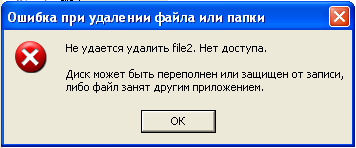 Ошибка при удалении файла или папки
Не удается удалить file2. Нет доступа.
Диск может быть переполнен или защищен от записи,
либо файл занят другим приложением.
OK